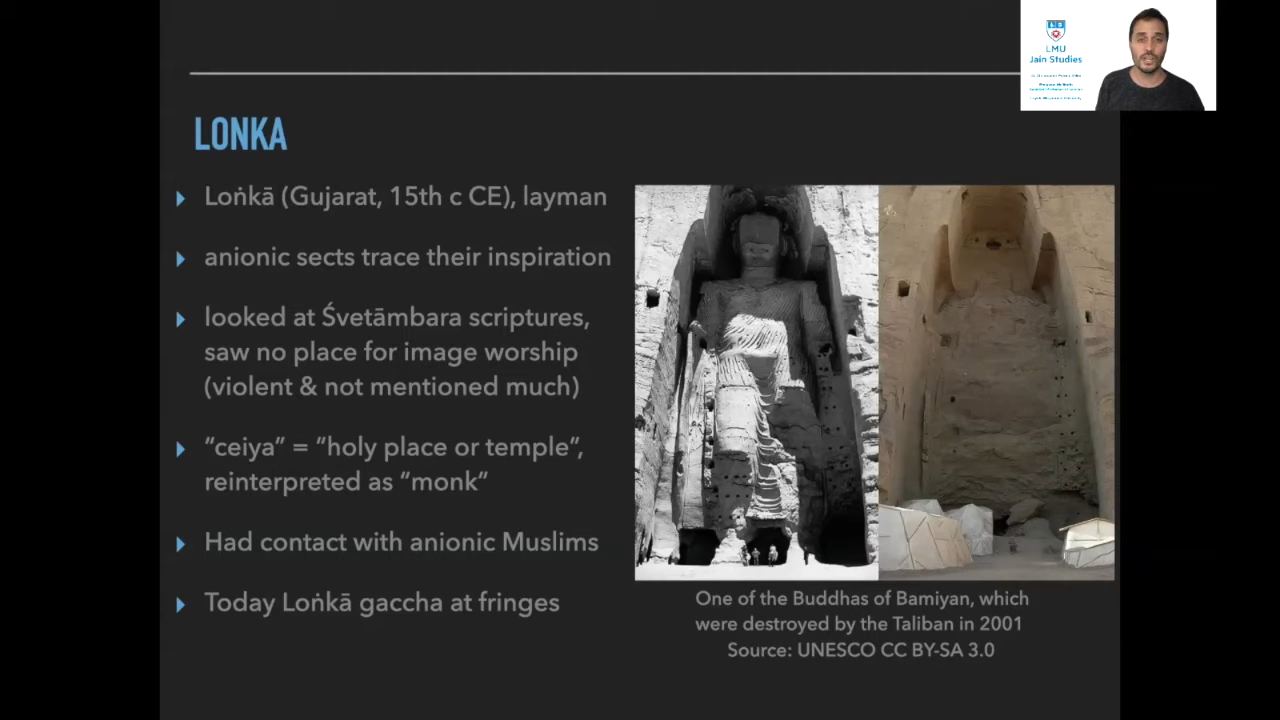 LMU
Jain Studies
LONKA
Loṅkā (Gujarat, 15th c CE), layman
anionic sects trace their inspiration
looked at Śvetāmbara scriptures,
saw no place for image worship
(violent & not mentioned much)
“ceiya” = “holy place or temple”,
reinterpreted as “monk”
Had contact with anionic Muslims
Today Loṅkā gaccha at fringes
One of the Buddhas of Bamiyan, which
were destroyed by the Taliban in 2001
Source: UNESCO CC BY-SA 3.0